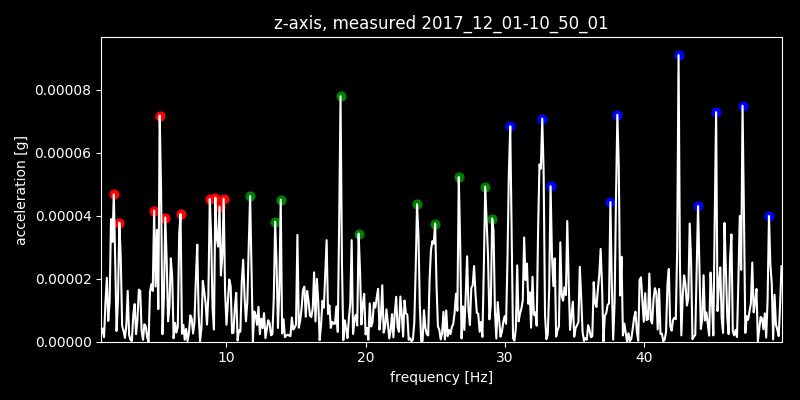 z-axis, measured 2017_12_01-10_50_01
0.00008
0.00006
0.00004
0.00002
0.00000
acceleration [g]
10 20 30 40
frequency [Hz]